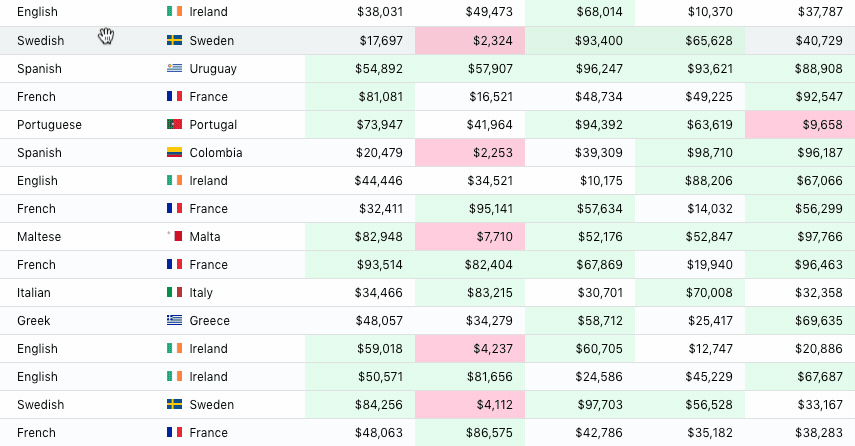 English Ireland $38,031 $49,473 $68,014 $10,370 $37,787
Swedish Sweden $17,697 $2,324 $93,400 $65,628 $40,729
Spanish Uruguay $54,892 $57,907 $96,247 $93,621 $88,908
French France $81,081 $16,521 $48,734 $49,225 $92,547
Portuguese Portugal $73,947 $41,964 $94,392 $63,619 $9,658
Spanish Colombia $20,479 $2,253 $39,309 $98,710 $96,187
English Ireland $44,446 $34,521 $10,175 $88,206 $67,066
French France $32,411 $95,141 $57,634 $14,032 $56,299
Maltese Malta $82,948 $7,710 $52,176 $52,847 $97,766
French France $93,514 $82,404 $67,869 $19,940 $96,463
Italian Italy $34,466 $83,215 $30,701 $70,008 $32,358
Greek Greece $48,057 $34,279 $58,712 $25,417 $69,635
English Ireland $59,018 $4,237 $60,705 $12,747 $20,886
English Ireland $50,571 $81,656 $24,586 $45,229 $67,687
Swedish Sweden $84,256 $4,112 $97,703 $56,528 $33,167
French France $48,063 $86,575 $42,786 $35,182 $38,283